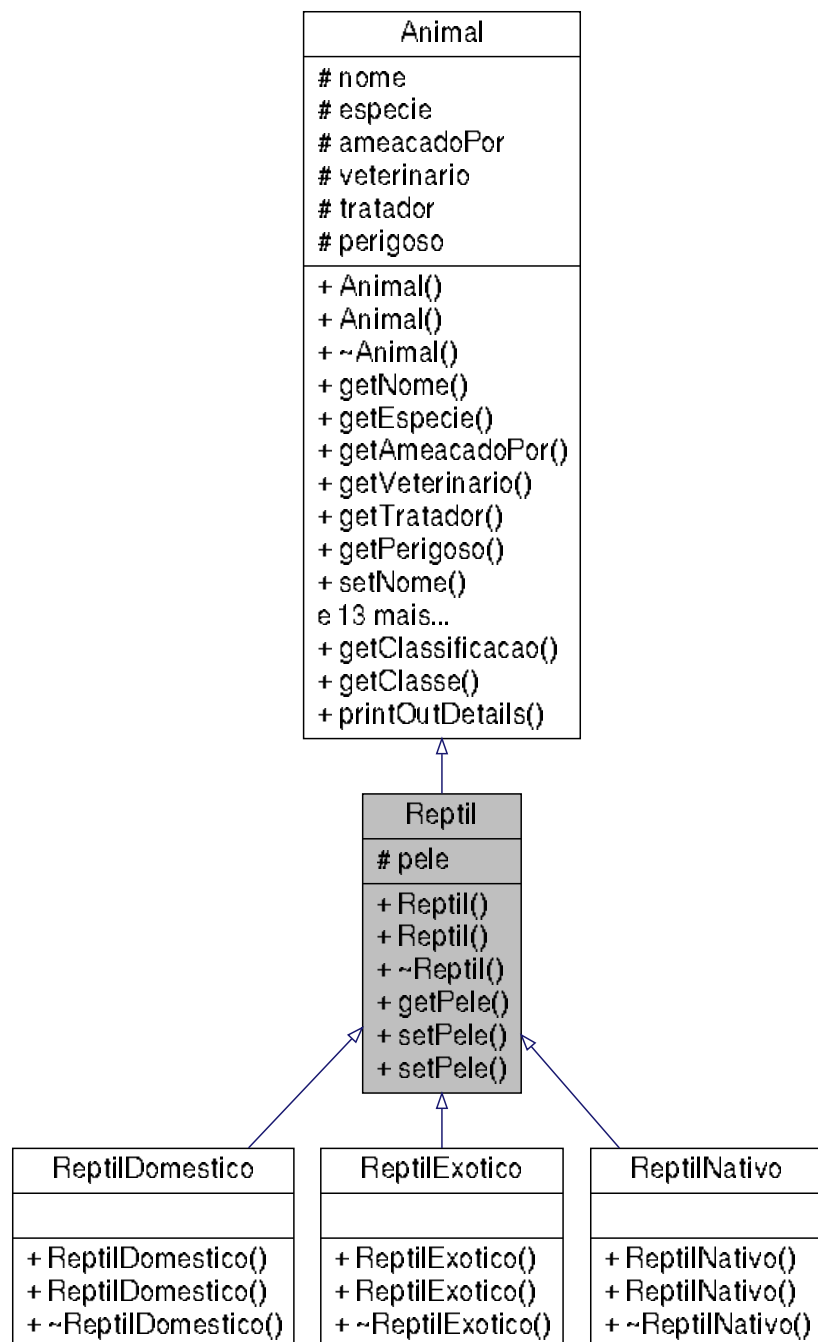 Animal
# nome
# especie
# ameacadoPor
# veterinario
# tratador
# perigoso
+ Animal()
+ Animal()
+ ~Animal()
+ getNome()
+ getEspecie()
+ getAmeacadoPor()
+ getVeterinario()
+ getTratador()
+ getPerigoso()
+ setNome()
e 13 mais...
+ getClassificacao()
+ getClasse()
+ printOutDetails()
Reptil
# pele
+ Reptil()
+ Reptil()
+ ~Reptil()
+ getPele()
+ setPele()
+ setPele()
ReptilDomestico
+ ReptilDomestico()
+ ReptilDomestico()
+ ~ReptilDomestico()
ReptilExotico
+ ReptilExotico()
+ ReptilExotico()
+ ~ReptilExotico()
ReptilNativo
+ ReptilNativo()
+ ReptilNativo()
+ ~ReptilNativo()